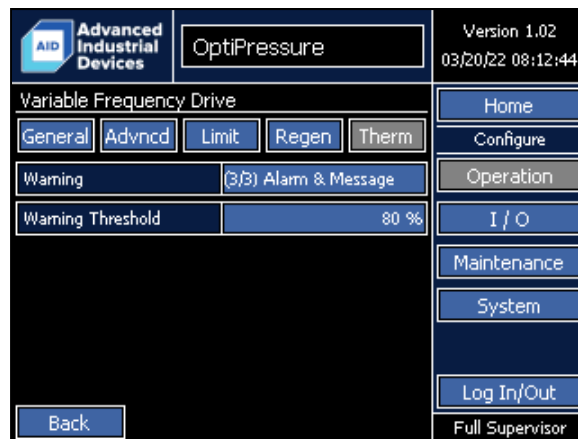 AID
Advanced
Industrial
Devices
OptiPressure
Version 1.02
03/20/22 08:12:44
Variable Frequency Drive
General Advncd Limit Regen Therm
Warning (3/3) Alarm & Message
Warning Threshold 80 %
Back
Home
Configure
Operation
I / O
Maintenance
System
Log In/Out
Full Supervisor